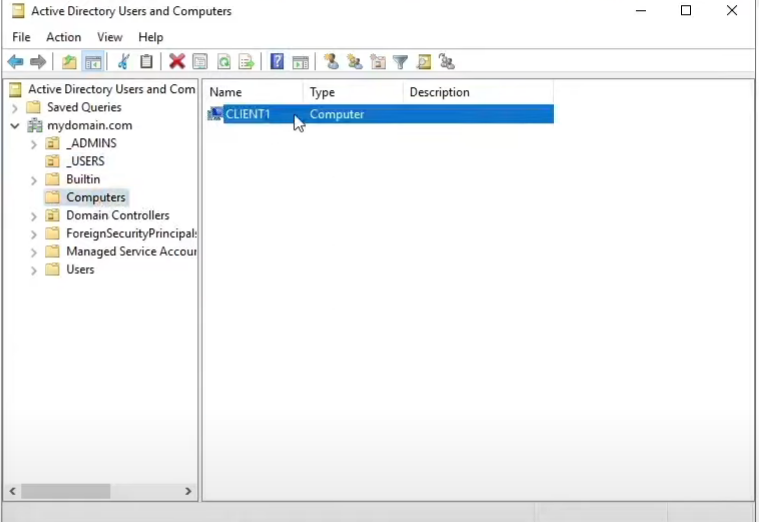 Active Directory Users and Computers
File Action View Help
Active Directory Users and Com
Saved Queries
mydomain.com
_ADMINS
_USERS
Builtin
Computers
Domain Controllers
ForeignSecurityPrincipals
Managed Service Accour
Users
Name Type Description
CLIENT1 Computer